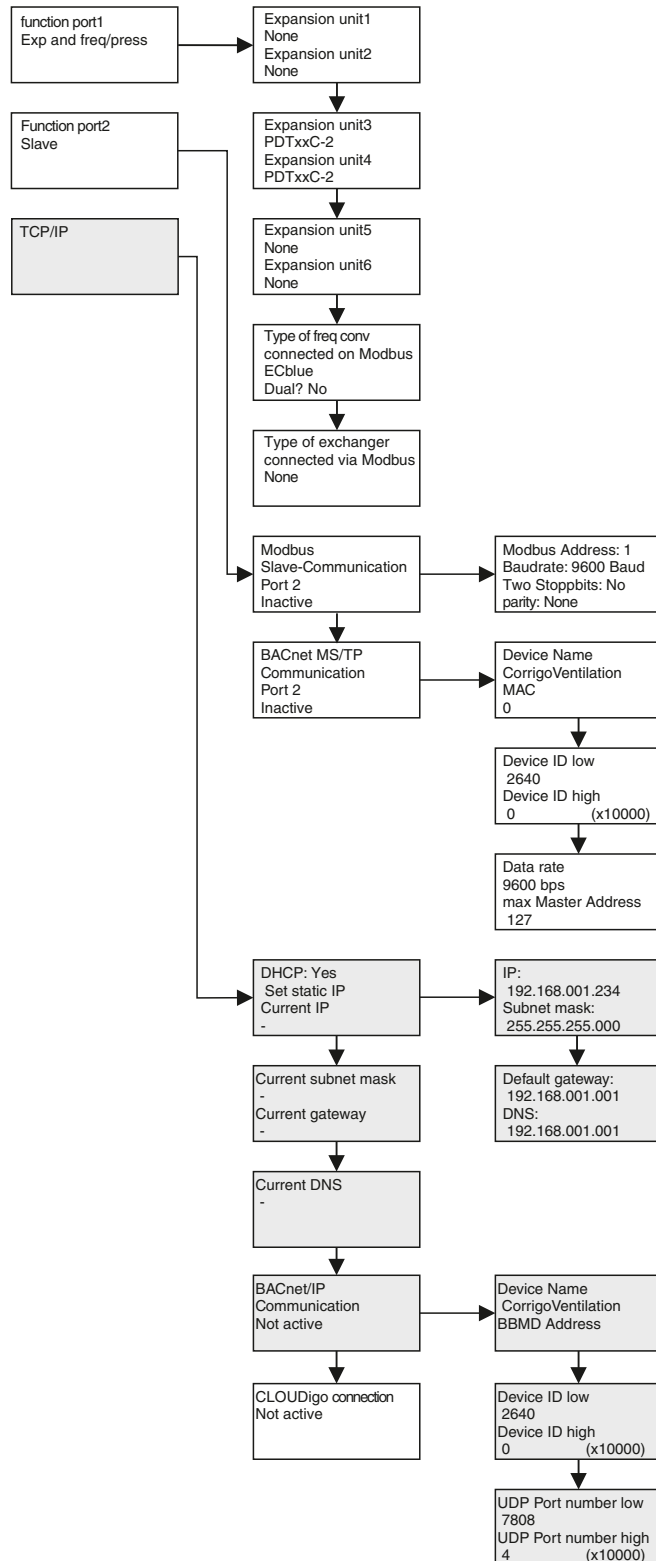 function port1
Exp and freq/press
Expansion unit1
None
Expansion unit2
None
Function port2
Slave
Expansion unit3
PDTxxC-2
Expansion unit4
PDTxxC-2
TCP/IP
Expansion unit5
None
Expansion unit6
None
Type of freq conv
connected on Modbus
ECblue
Dual? No
Type of exchanger
connected via Modbus
None
Modbus
Slave-Communication
Port 2
Inactive
Modbus Address: 1
Baudrate: 9600 Baud
Two Stoppbits: No
parity: None
BACnet MS/TP
Communication
Port 2
Inactive
Device Name
CorrigoVentilation
MAC
0
Device ID low
2640
Device ID high
0 (x10000)
Data rate
9600 bps
max Master Address
127
DHCP: Yes
Set static IP
Current IP
-
IP:
192.168.001.234
Subnet mask:
255.255.255.000
Current subnet mask
-
Current gateway
-
Default gateway:
192.168.001.001
DNS:
192.168.001.001
Current DNS
-
BACnet/IP
Communication
Not active
Device Name
CorrigoVentilation
BBMD Address
CLOUDigo connection
Not active
Device ID low
2640
Device ID high
0 (x10000)
UDP Port number low
7808
UDP Port number high
4 (x10000)